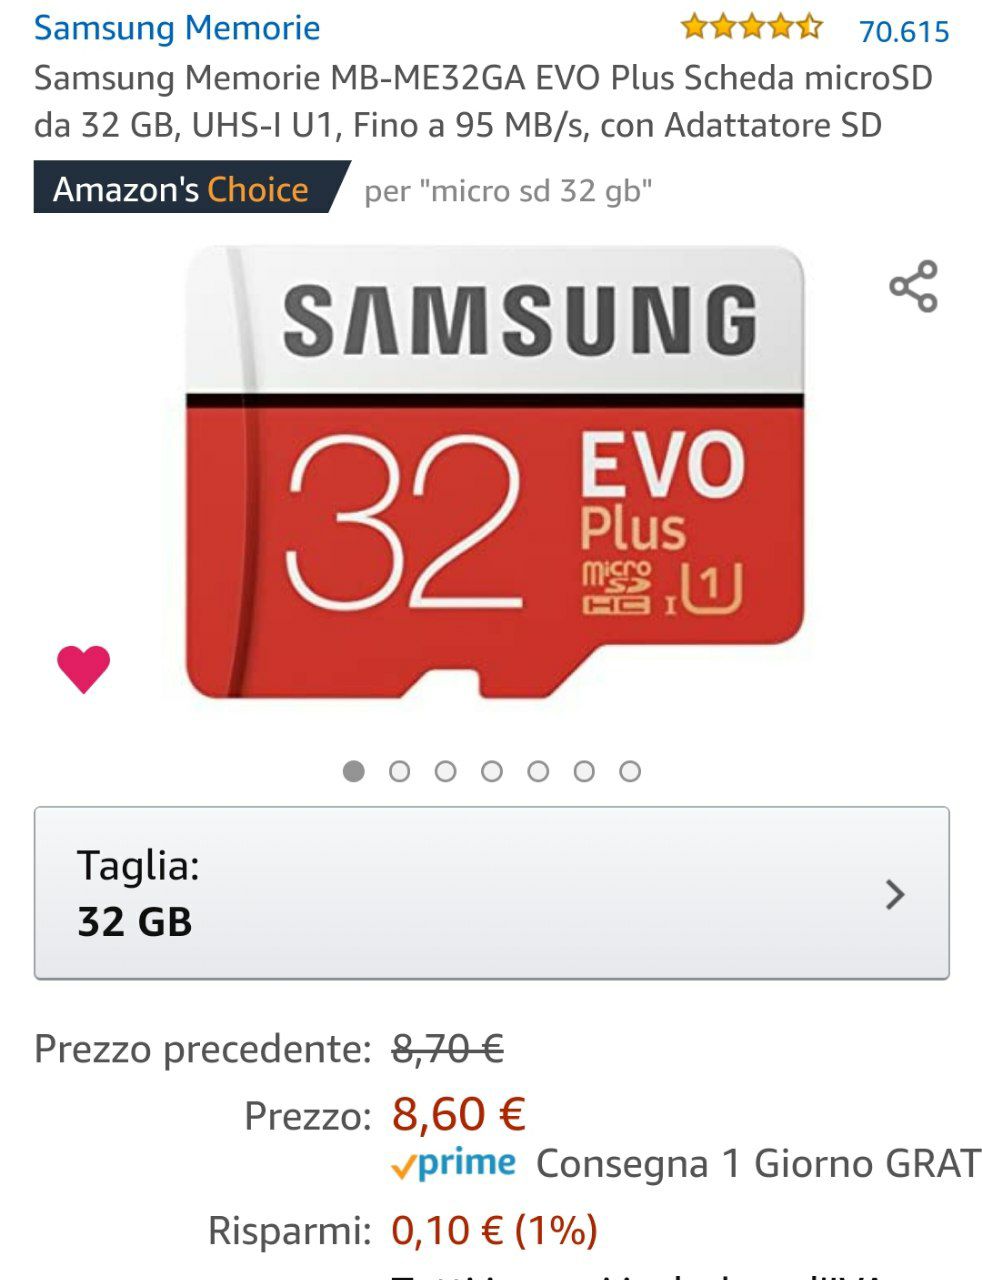 Samsung Memorie 70.615
Samsung Memorie MB-ME32GA EVO Plus Scheda microSD
da 32 GB, UHS-I U1, Fino a 95 MB/s, con Adattatore SD
Amazon's Choice per "micro sd 32 gb"
SAMSUNG
32 EVO
Plus
micro
SD
HC I U1
Taglia:
32 GB
Prezzo precedente: 8,70 €
Prezzo: 8,60 €
prime Consegna 1 Giorno GRAT
Risparmi: 0,10 € (1%)